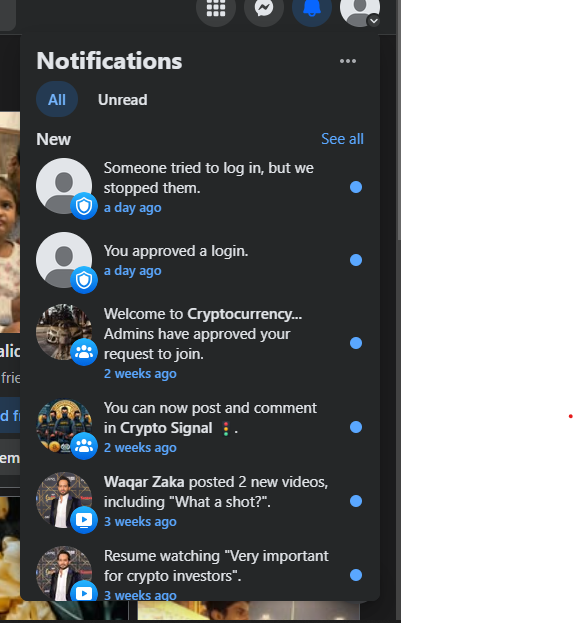 Notifications
All
Unread
New
See all
Someone tried to log in, but we
stopped them.
a day ago
You approved a login.
a day ago
Welcome to Cryptocurrency...
Admins have approved your
request to join.
2 weeks ago
You can now post and comment
in Crypto Signal 🚦.
2 weeks ago
Waqar Zaka posted 2 new videos,
including "What a shot?".
3 weeks ago
Resume watching "Very important
for crypto investors".
3 weeks ago